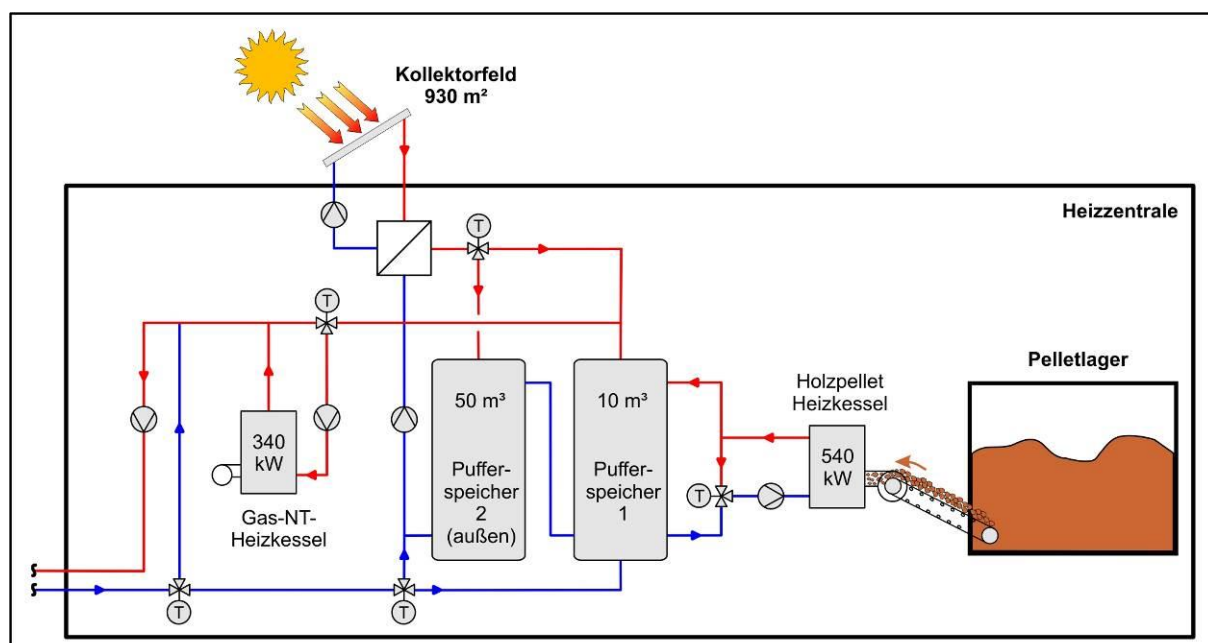 Kollektorfeld
930 m²
Heizzentrale
T
T
Pelletlager
Holzpellet
Heizkessel
50 m³
10 m³
340
kW
540
kW
Puffer-
speicher
2
(außen)
Puffer-
speicher
1
T
Gas-NT-
Heizkessel
T
T